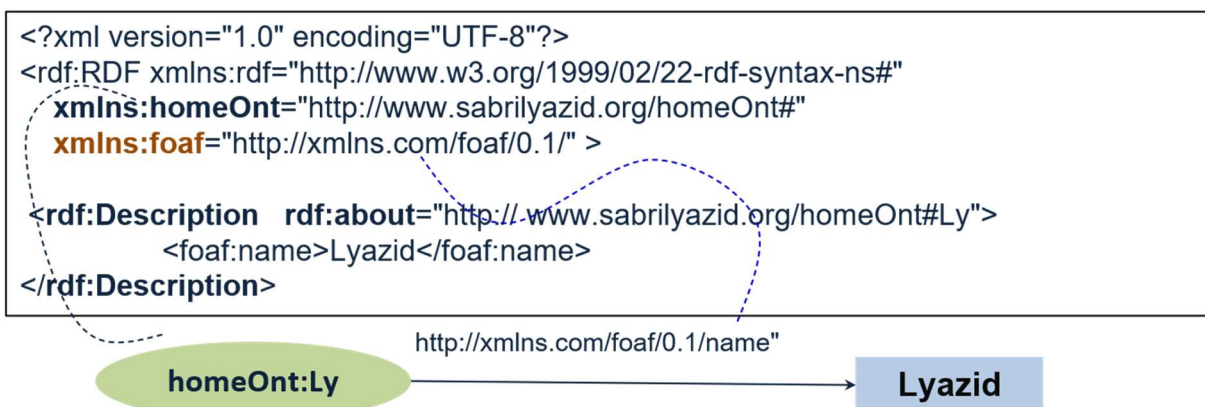 <?xml version="1.0" encoding="UTF-8"?>
<rdf:RDF xmlns:rdf="http://www.w3.org/1999/02/22-rdf-syntax-ns#"
xmlns:homeOnt="http://www.sabrilyazid.org/homeOnt#"
xmlns:foaf="http://xmlns.com/foaf/0.1/" >
<rdf:Description rdf:about="http:// www.sabrilyazid.org/homeOnt#Ly">
<foaf:name>Lyazid</foaf:name>
</rdf:Description>
http://xmlns.com/foaf/0.1/name"
homeOnt:Ly
Lyazid